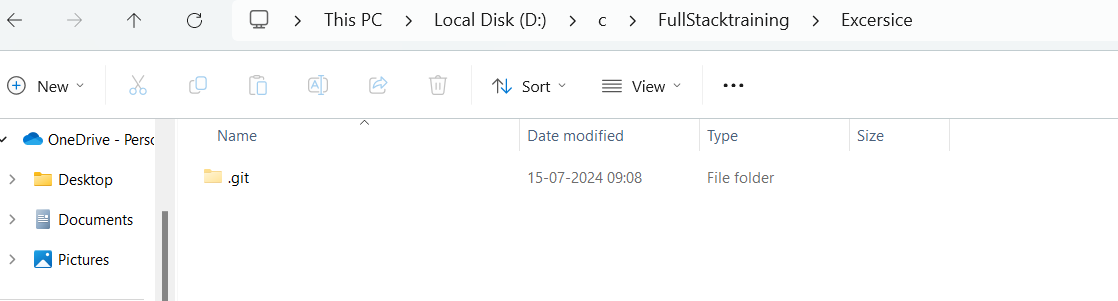 This PC > Local Disk (D:) > c > FullStacktraining > Excersice
New Sort View
Name Date modified Type Size
OneDrive - Perso
Desktop
.git 15-07-2024 09:08 File folder
Documents
Pictures